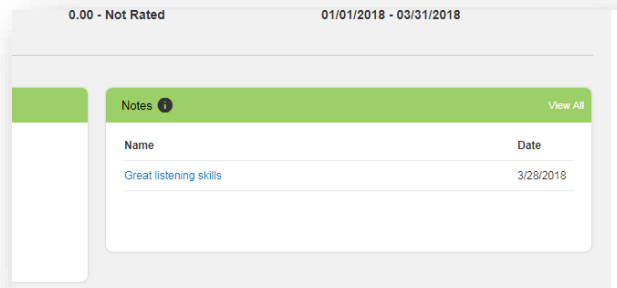 0.00 - Not Rated 01/01/2018 - 03/31/2018
Notes i View All
Name Date
Great listening skills 3/28/2018